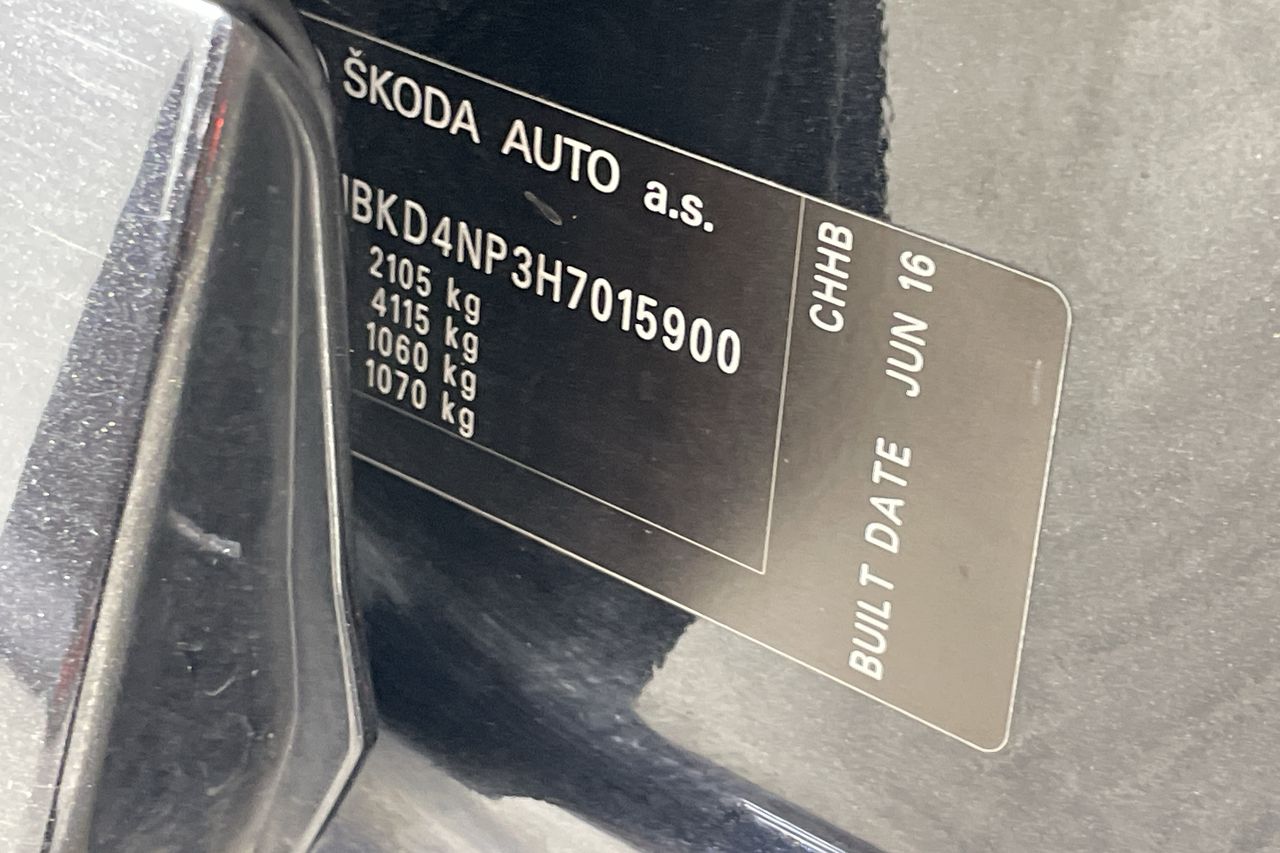 ŠKODA AUTO a.s.
BKD4NP3H7015900
2105 kg
4115 kg
1060 kg
1070 kg
CHHB
BUILT DATE JUN 16